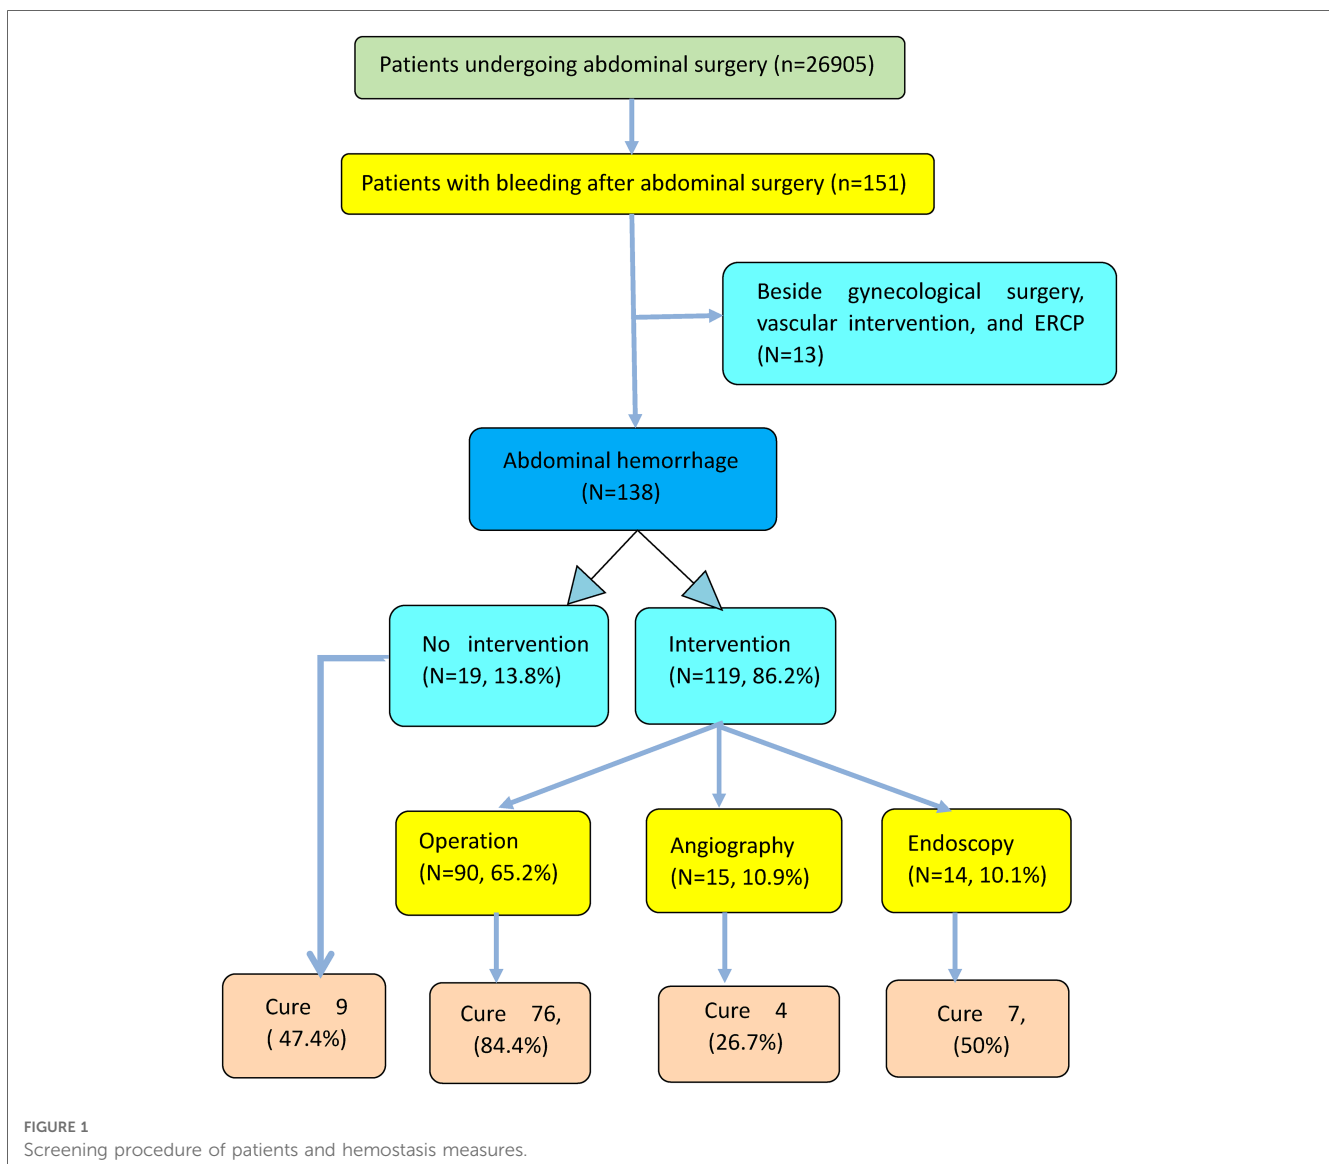 Patients undergoing abdominal surgery (n=26905)
Patients with bleeding after abdominal surgery (n=151)
Beside gynecological surgery,
vascular intervention, and ERCP
(N=13)
Abdominal hemorrhage
(N=138)
No intervention
(N=19, 13.8%)
Intervention
(N=119, 86.2%)
Operation
(N=90, 65.2%)
Angiography
(N=15, 10.9%)
Endoscopy
(N=14, 10.1%)
Cure 9
( 47.4%)
Cure 76,
(84.4%)
Cure 4
(26.7%)
Cure 7,
(50%)
FIGURE 1
Screening procedure of patients and hemostasis measures.